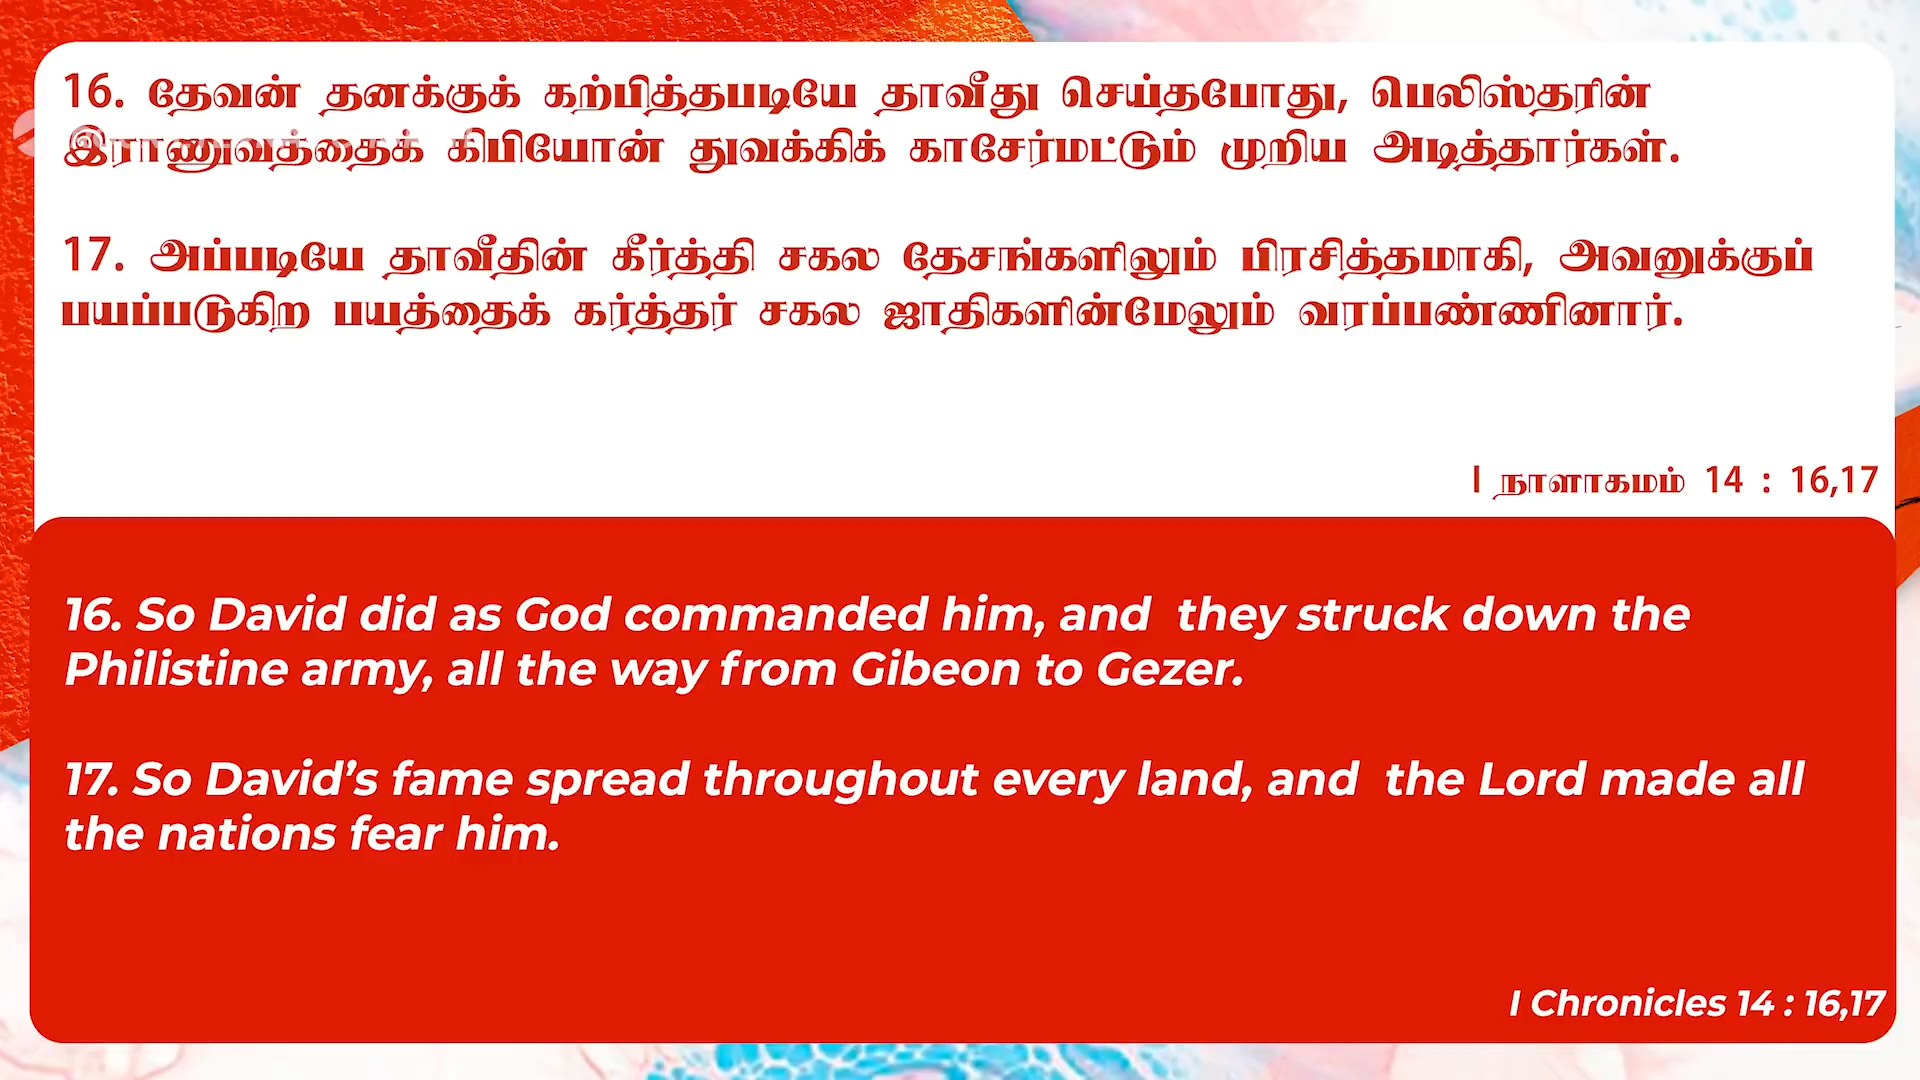 16. தேவன் தனக்குக் கற்பித்தபடியே தாவீது செய்தபோது, பெலிஸ்தரின்
இராணுவத்தைக் கிபியோன் துவக்கிக் காசேர்மட்டும் முறிய அடித்தார்கள்.
17. அப்படியே தாவீதின் கீர்த்தி சகல தேசங்களிலும் பிரசித்தமாகி, அவனுக்குப்
பயப்படுகிற பயத்தைக் கர்த்தர் சகல ஜாதிகளின்மேலும் வரப்பண்ணினார்.
I நாளாகமம் 14 : 16,17
16. So David did as God commanded him, and they struck down the
Philistine army, all the way from Gibeon to Gezer.
17. So David’s fame spread throughout every land, and the Lord made all
the nations fear him.
I Chronicles 14 : 16,17